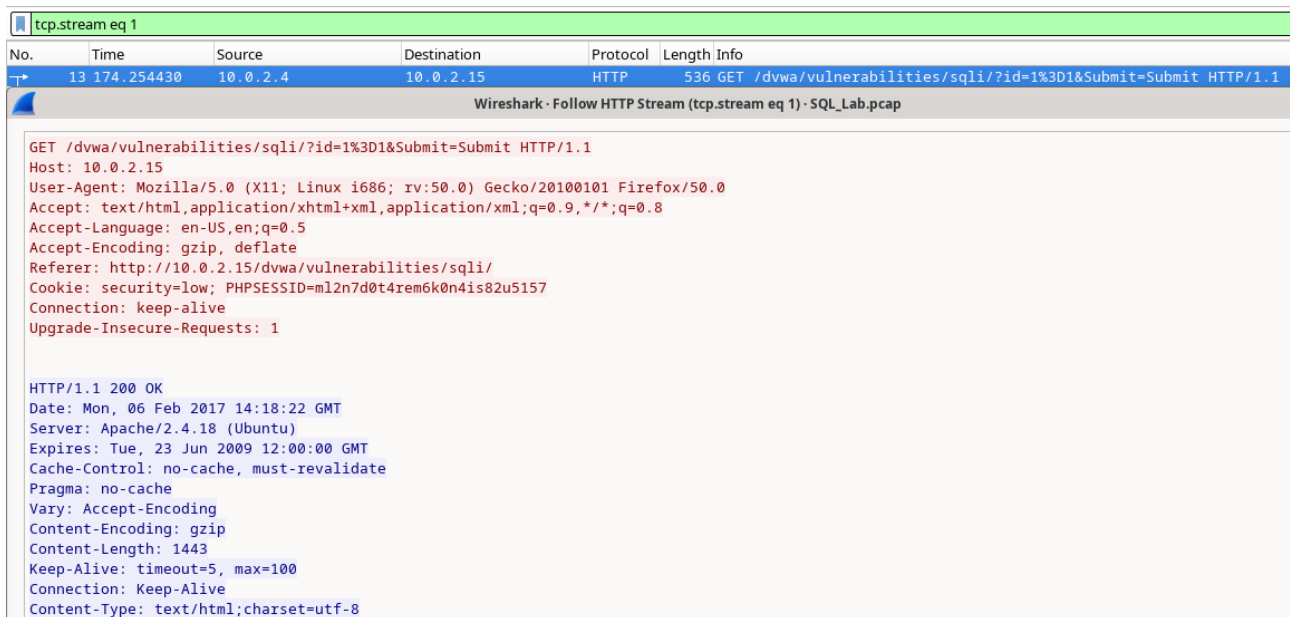 tcp.stream eq 1
No. Time Source Destination Protocol Length Info
13 174.254430 10.0.2.4 10.0.2.15 HTTP 536 GET /dvwa/vulnerabilities/sqli/?id=1%3D1&Submit=Submit HTTP/1.1
Wireshark · Follow HTTP Stream (tcp.stream eq 1) · SQL_Lab.pcap
GET /dvwa/vulnerabilities/sqli/?id=1%3D1&Submit=Submit HTTP/1.1
Host: 10.0.2.15
User-Agent: Mozilla/5.0 (X11; Linux i686; rv:50.0) Gecko/20100101 Firefox/50.0
Accept: text/html,application/xhtml+xml,application/xml;q=0.9,*/*;q=0.8
Accept-Language: en-US,en;q=0.5
Accept-Encoding: gzip, deflate
Referer: http://10.0.2.15/dvwa/vulnerabilities/sqli/
Cookie: security=low; PHPSESSID=ml2n7d0t4rem6k0n4is82u5157
Connection: keep-alive
Upgrade-Insecure-Requests: 1
HTTP/1.1 200 OK
Date: Mon, 06 Feb 2017 14:18:22 GMT
Server: Apache/2.4.18 (Ubuntu)
Expires: Tue, 23 Jun 2009 12:00:00 GMT
Cache-Control: no-cache, must-revalidate
Pragma: no-cache
Vary: Accept-Encoding
Content-Encoding: gzip
Content-Length: 1443
Keep-Alive: timeout=5, max=100
Connection: Keep-Alive
Content-Type: text/html;charset=utf-8